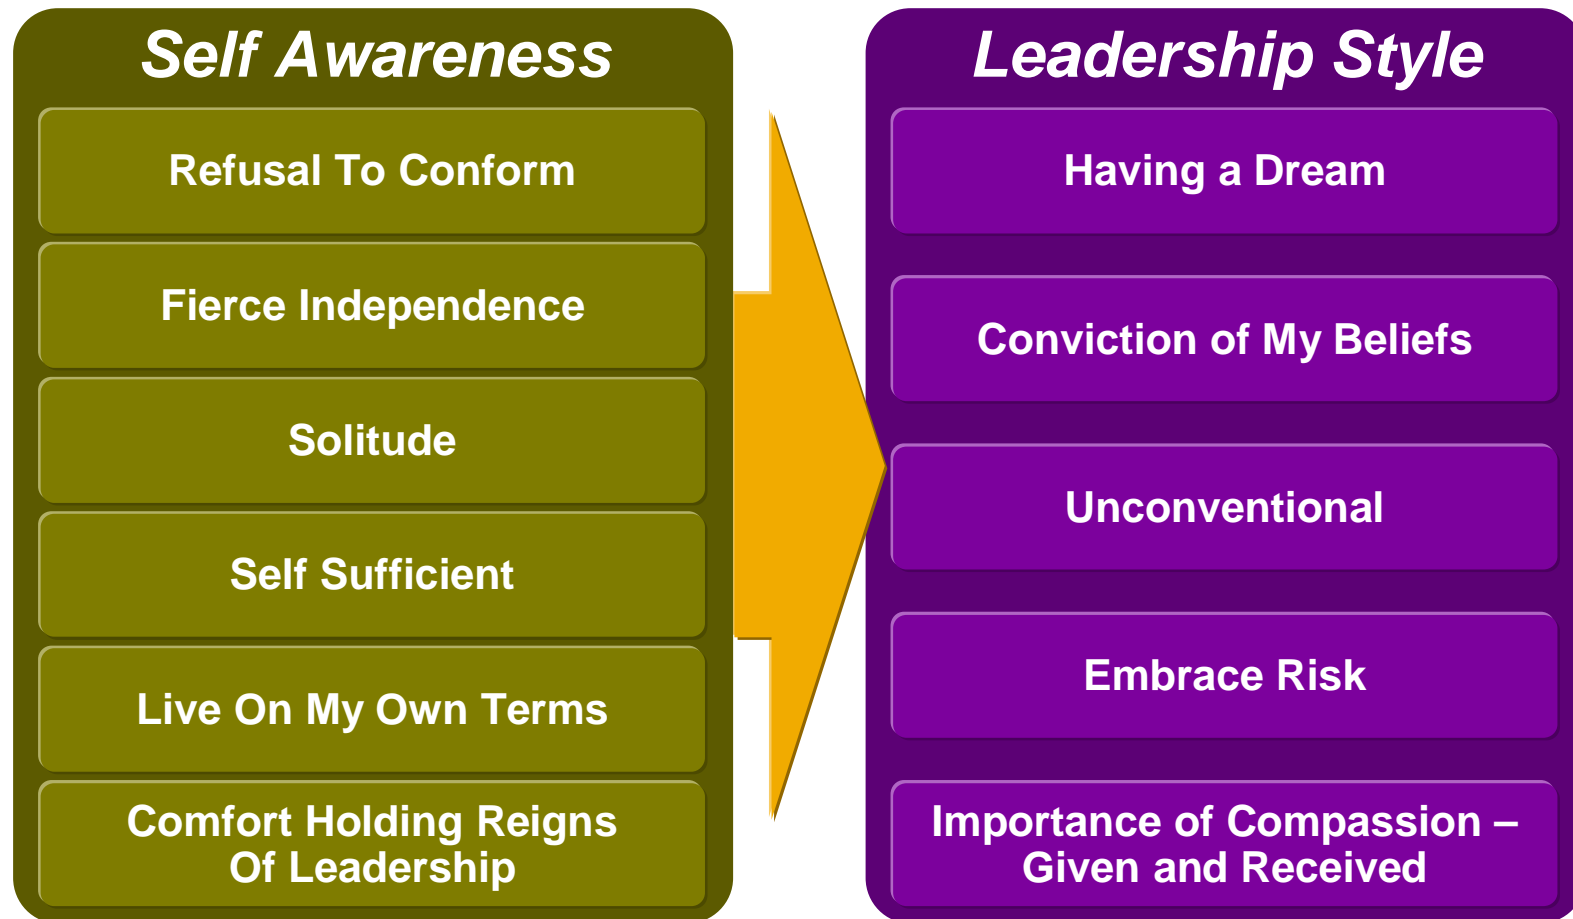 Self Awareness
Refusal To Conform
Fierce Independence
Solitude
Self Sufficient
Live On My Own Terms
Comfort Holding Reigns
Of Leadership
Leadership Style
Having a Dream
Conviction of My Beliefs
Unconventional
Embrace Risk
Importance of Compassion –
Given and Received